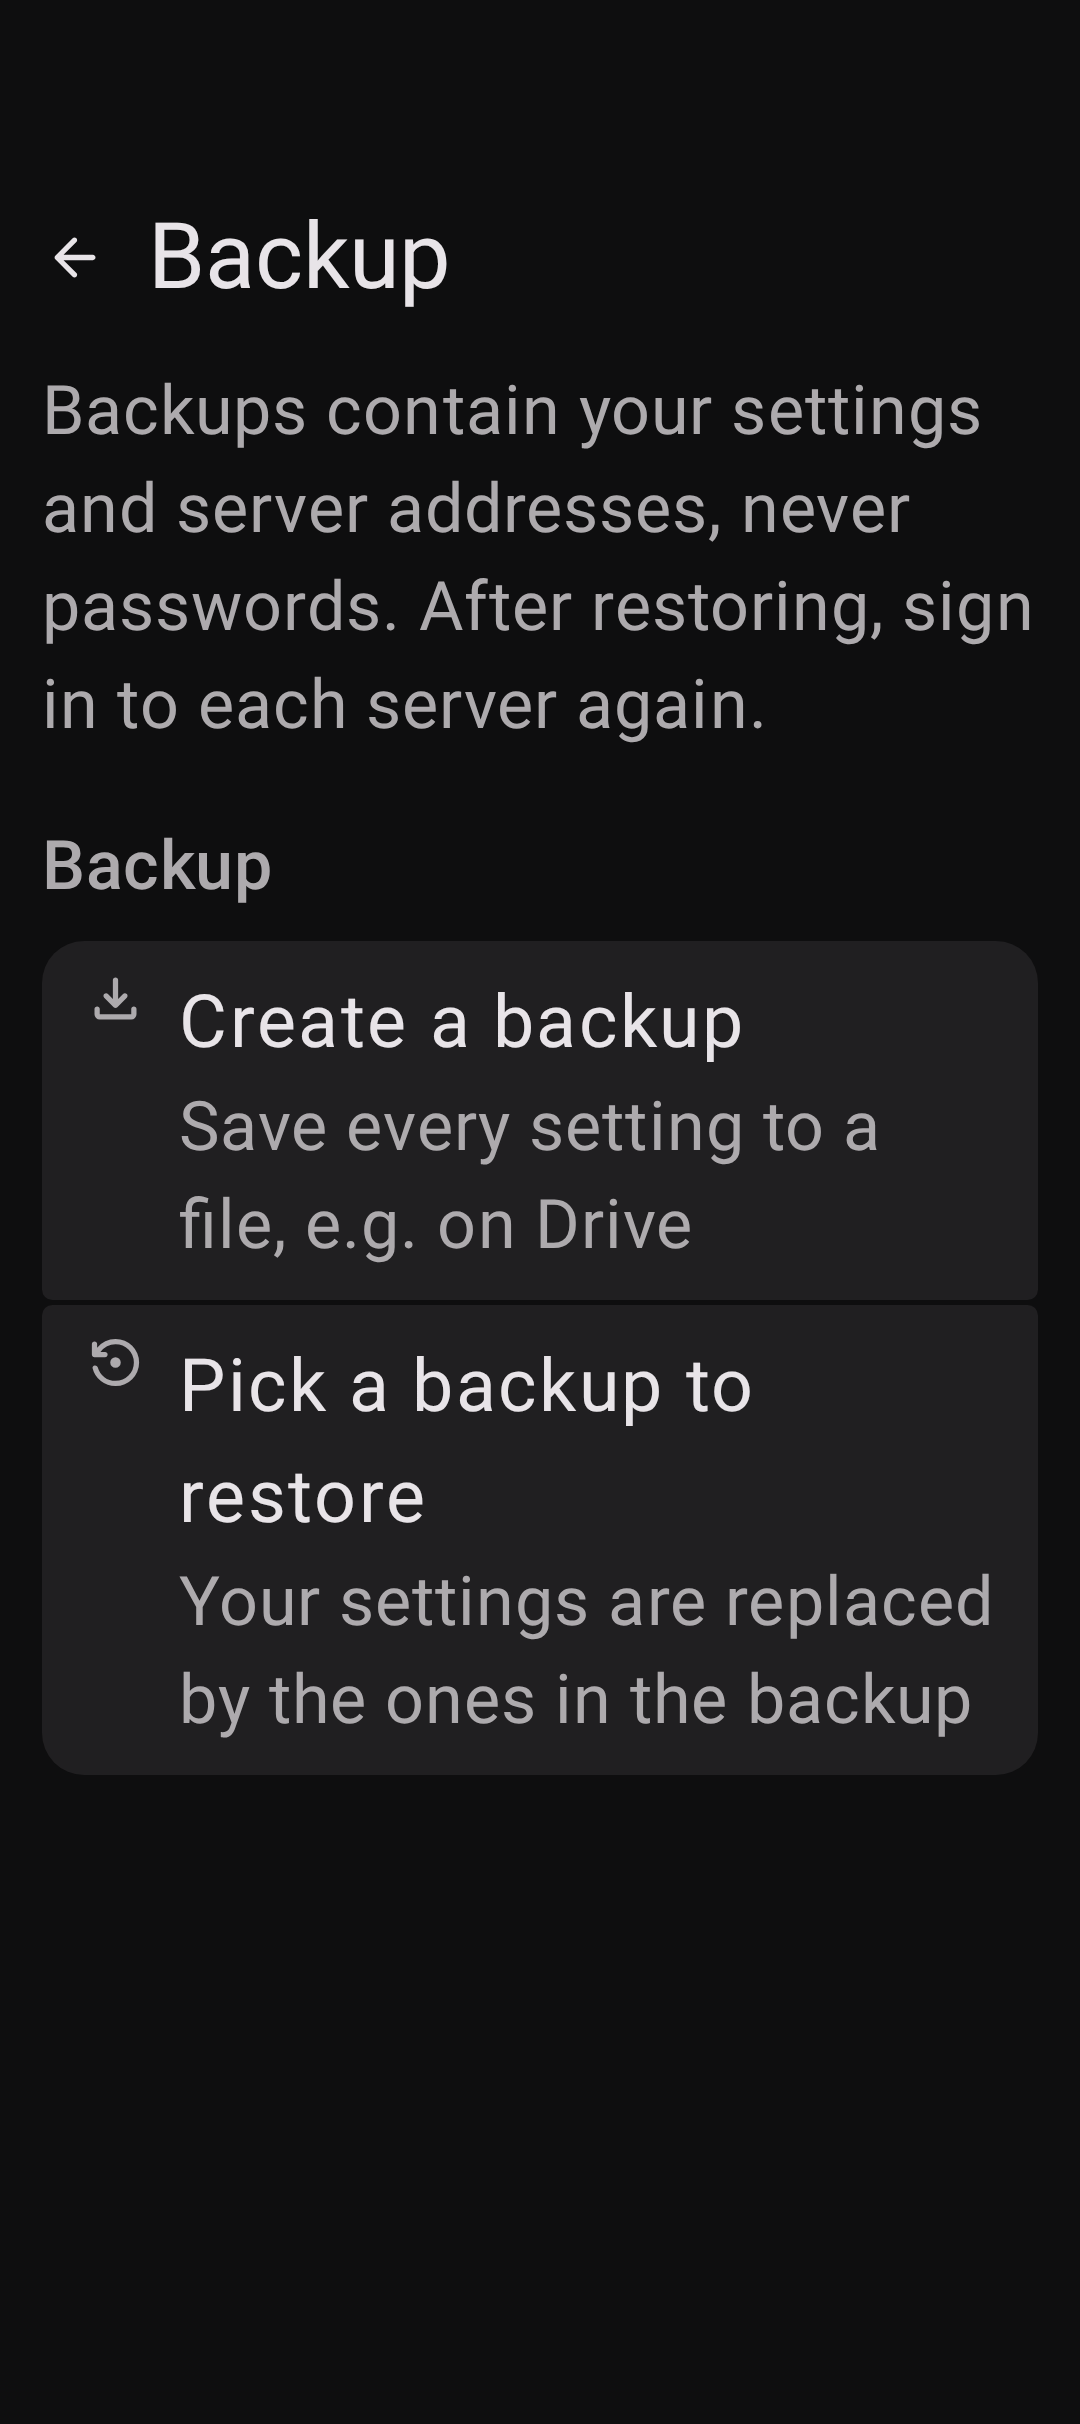 Backup
Backups contain your settings
and server addresses, never
passwords. After restoring, sign
in to each server again.
Backup
Create a backup
Save every setting to a
file, e.g. on Drive
Pick a backup to
restore
Your settings are replaced
by the ones in the backup